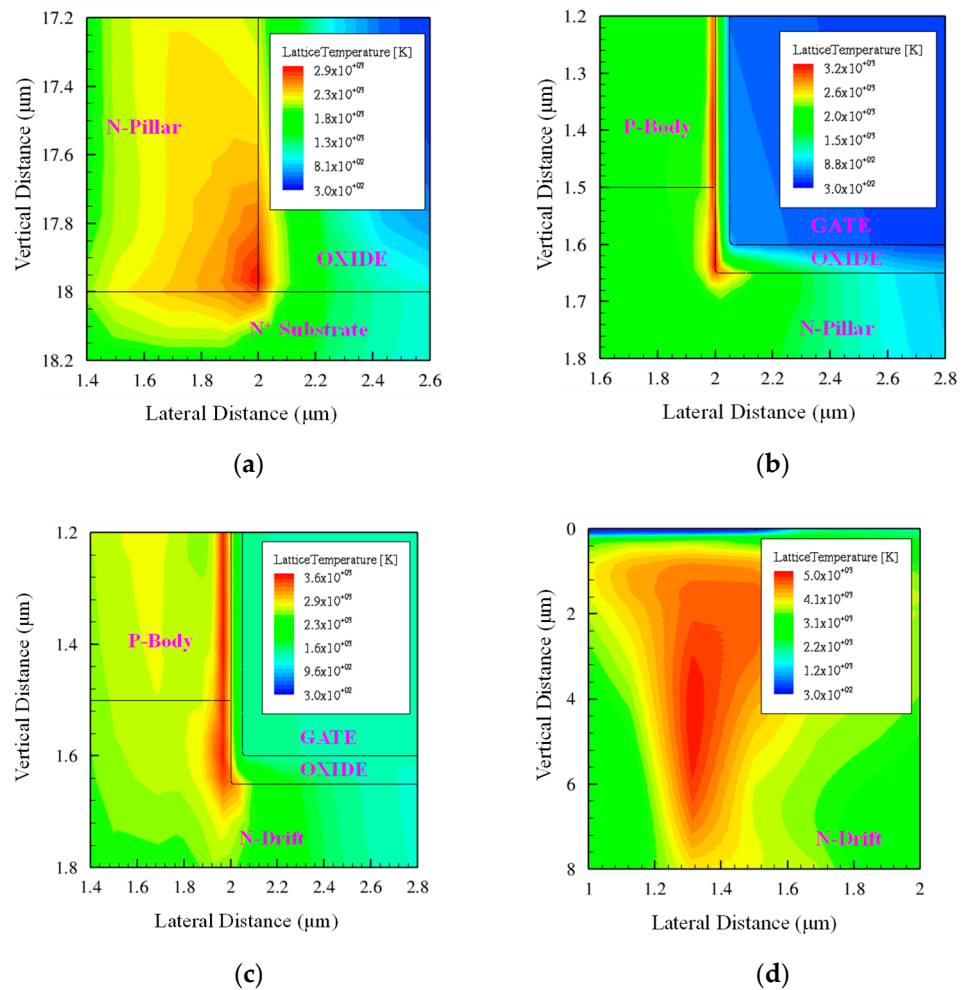 17.2
17.4
17.6
17.8
18
18.2
Vertical Distance (μm)
LatticeTemperature [K]
2.9x10⁺⁰³
2.3x10⁺⁰³
1.8x10⁺⁰³
1.3x10⁺⁰³
8.1x10⁺⁰²
3.0x10⁺⁰²
N-Pillar
OXIDE
N⁺ Substrate
1.4 1.6 1.8 2 2.2 2.4 2.6
Lateral Distance (μm)
(a)
1.2
1.3
1.4
1.5
1.6
1.7
1.8
Vertical Distance (μm)
LatticeTemperature [K]
3.2x10⁺⁰³
2.6x10⁺⁰³
2.0x10⁺⁰³
1.5x10⁺⁰³
8.8x10⁺⁰²
3.0x10⁺⁰²
P-Body
GATE
OXIDE
N-Pillar
1.6 1.8 2 2.2 2.4 2.6 2.8
Lateral Distance (μm)
(b)
1.2
1.4
1.6
1.8
Vertical Distance (μm)
LatticeTemperature [K]
3.6x10⁺⁰³
2.9x10⁺⁰³
2.3x10⁺⁰³
1.6x10⁺⁰³
9.6x10⁺⁰²
3.0x10⁺⁰²
P-Body
GATE
OXIDE
N-Drift
1.4 1.6 1.8 2 2.2 2.4 2.6 2.8
Lateral Distance (μm)
(c)
0
2
4
6
8
Vertical Distance (μm)
LatticeTemperature [K]
5.0x10⁺⁰³
4.1x10⁺⁰³
3.1x10⁺⁰³
2.2x10⁺⁰³
1.2x10⁺⁰³
3.0x10⁺⁰²
N-Drift
1 1.2 1.4 1.6 1.8 2
Lateral Distance (μm)
(d)